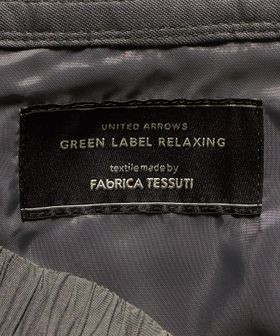 UNITED ARROWS
GREEN LABEL RELAXING
textile made by
FAbRICA TESSUTI